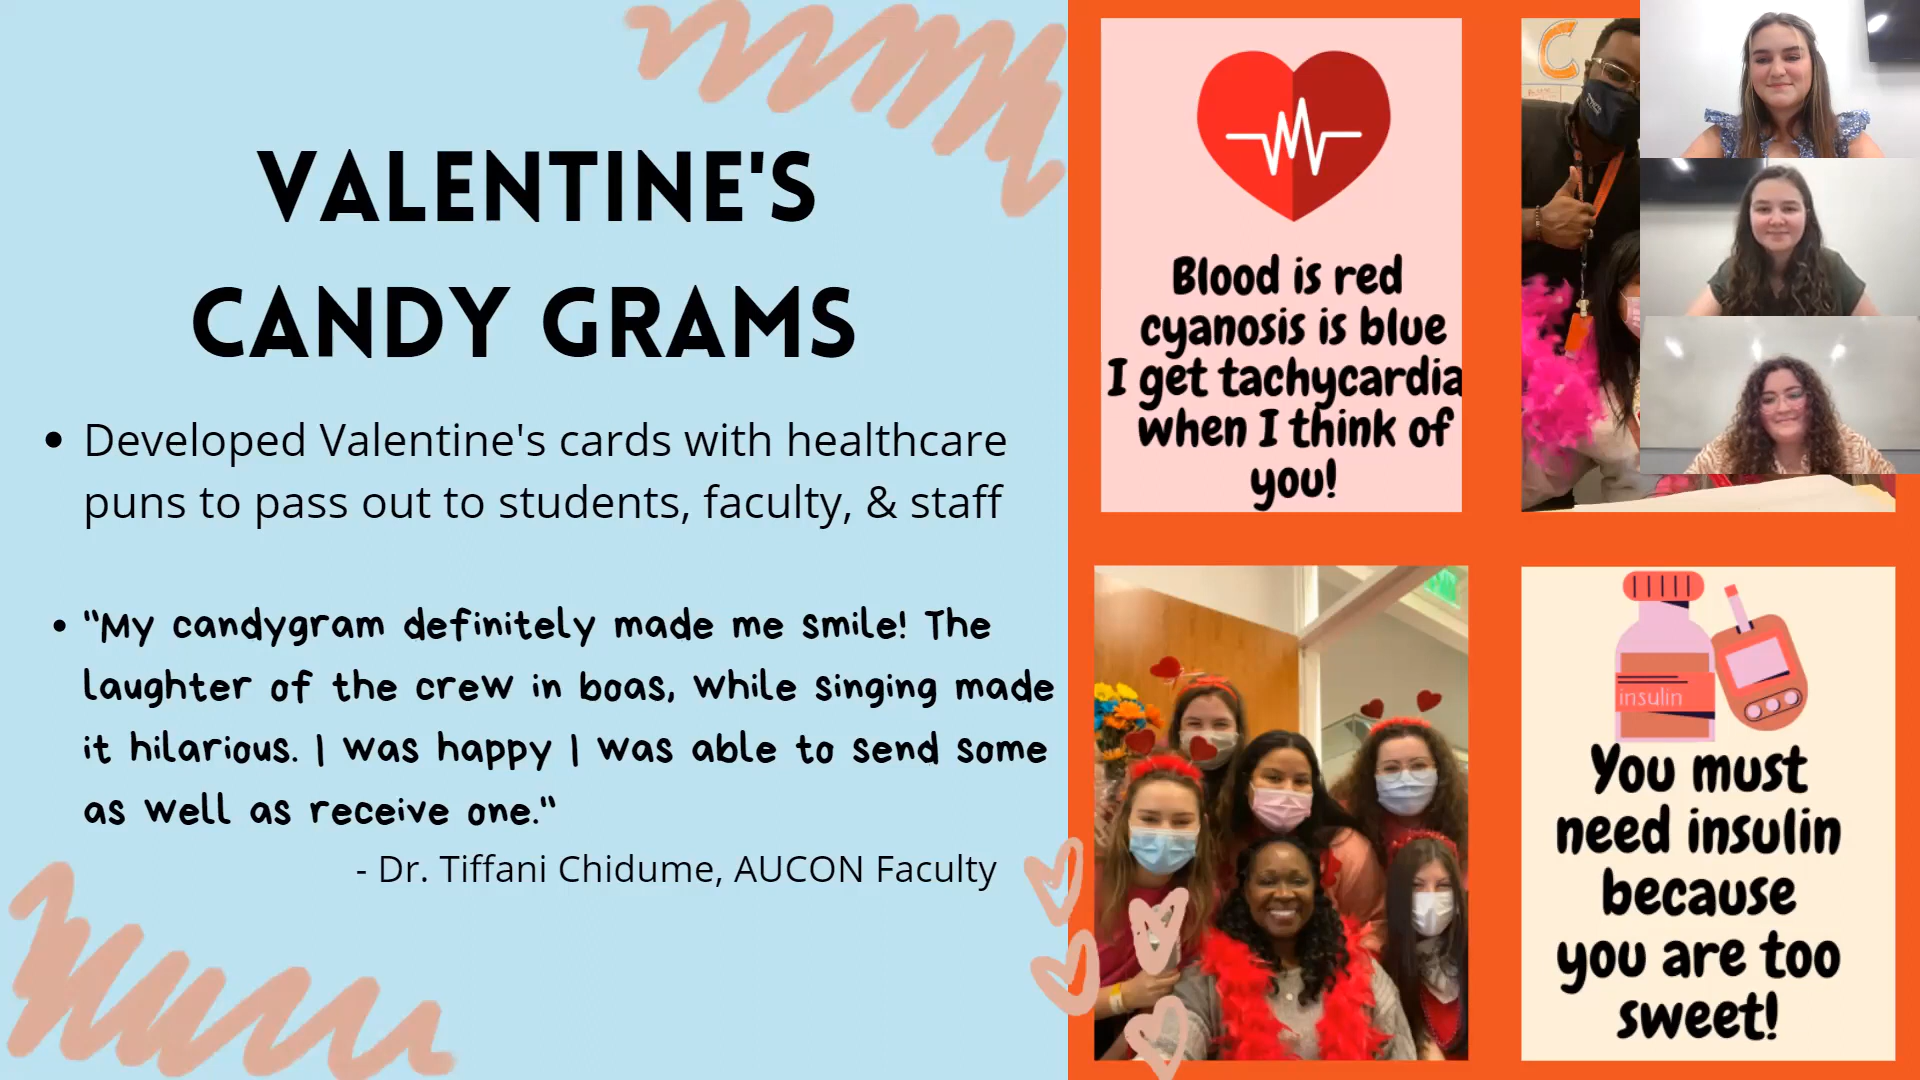 VALENTINE'S
CANDY GRAMS
• Developed Valentine's cards with healthcare
puns to pass out to students, faculty, & staff
• "My candygram definitely made me smile! The
laughter of the crew in boas, while singing made
it hilarious. I was happy I was able to send some
as well as receive one."
- Dr. Tiffani Chidume, AUCON Faculty
Blood is red
cyanosis is blue
I get tachycardia
when I think of
you!
C
insulin
You must
need insulin
because
you are too
sweet!